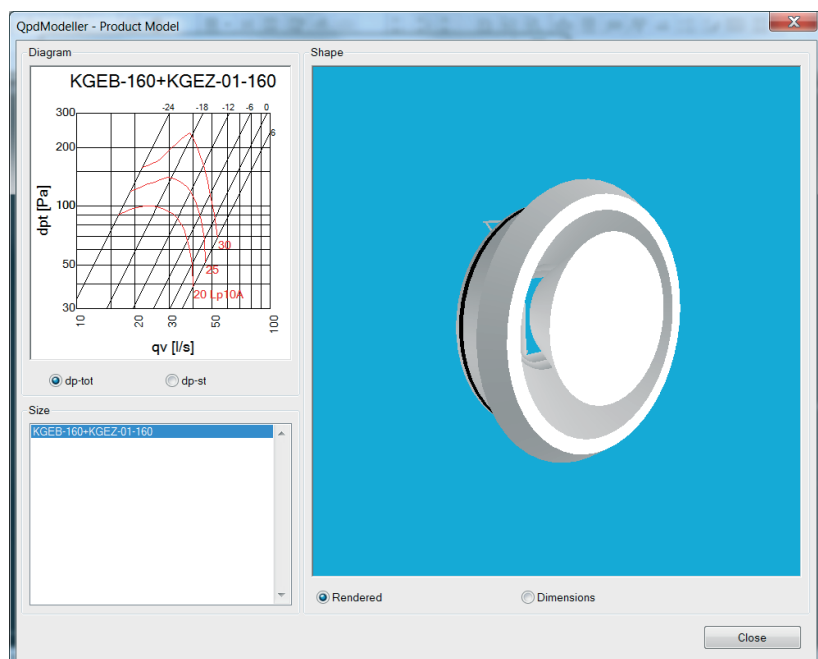 QpdModeller - Product Model
Diagram
KGEB-160+KGEZ-01-160
300
-24 -18 -12 -6 0
6
200
dpt [Pa]
100
50
30
30
25
20 Lp10A
10 20 30 50 100
qv [l/s]
dp-tot dp-st
Size
KGEB-160+KGEZ-01-160
Shape
Rendered Dimensions
Close